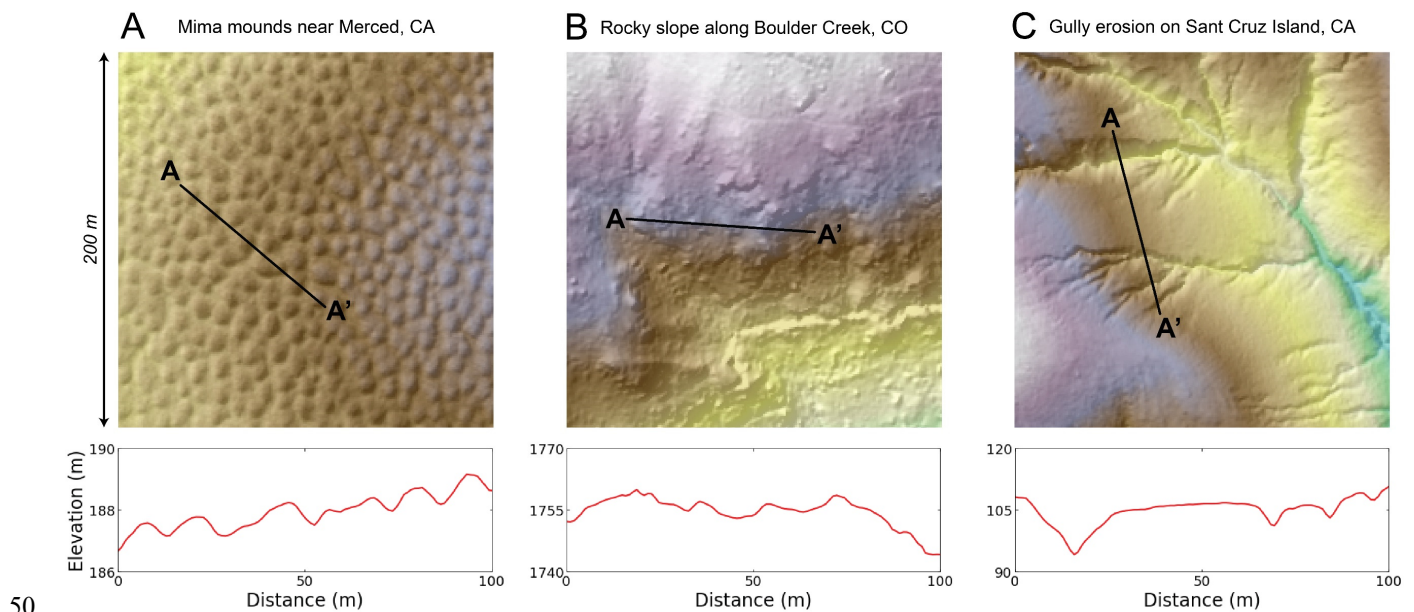 A Mima mounds near Merced, CA
B Rocky slope along Boulder Creek, CO
C Gully erosion on Sant Cruz Island, CA
200 m
A
A'
A
A'
A
A'
Elevation (m)
190
188
186
0
50
100
Distance (m)
1770
1755
1740
0
50
100
Distance (m)
120
105
90
0
50
100
Distance (m)
50